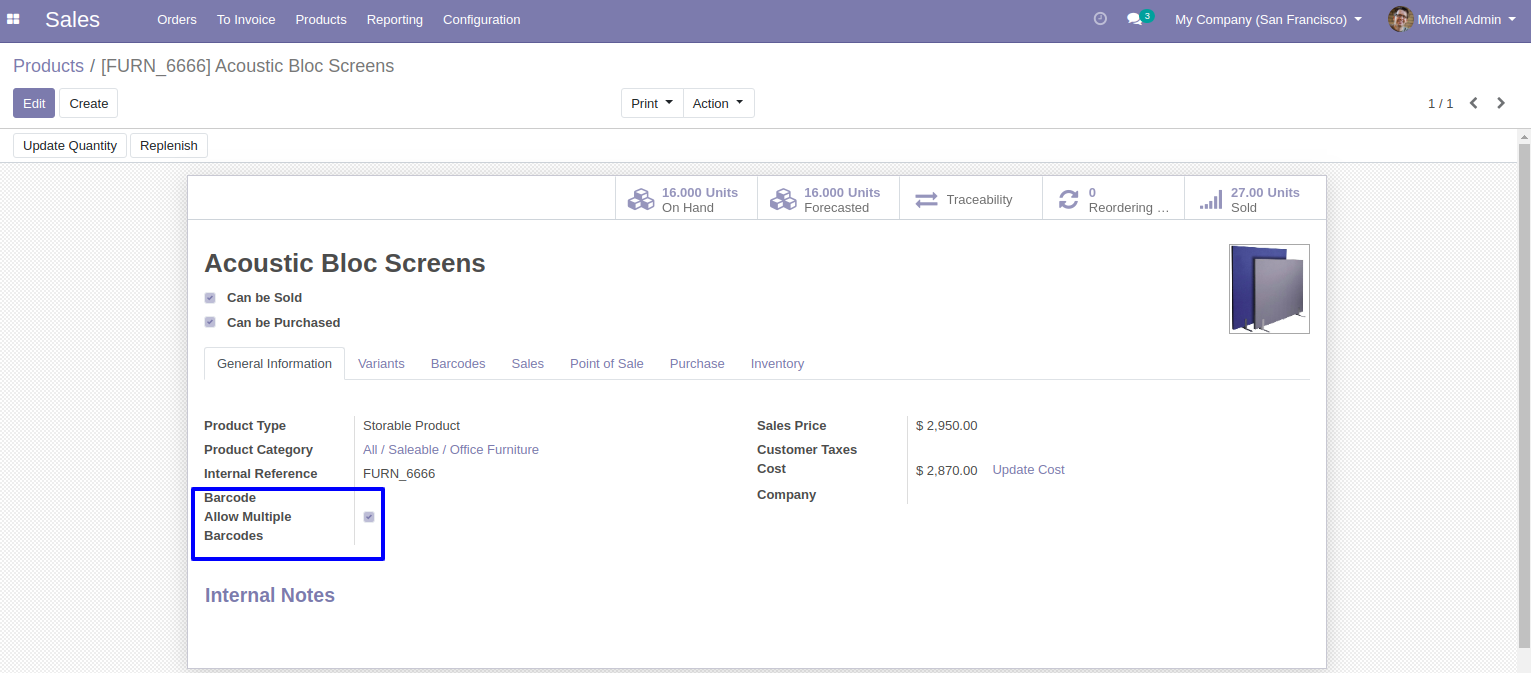 Sales Orders To Invoice Products Reporting Configuration 3 My Company (San Francisco) Mitchell Admin
Products / [FURN_6666] Acoustic Bloc Screens
Edit Create Print Action 1 / 1
Update Quantity Replenish
16.000 Units On Hand
16.000 Units Forecasted
Traceability
0 Reordering ...
27.00 Units Sold
Acoustic Bloc Screens
Can be Sold
Can be Purchased
General Information Variants Barcodes Sales Point of Sale Purchase Inventory
Product Type Storable Product
Product Category All / Saleable / Office Furniture
Internal Reference FURN_6666
Barcode
Allow Multiple
Barcodes
Sales Price $ 2,950.00
Customer Taxes
Cost $ 2,870.00 Update Cost
Company
Internal Notes